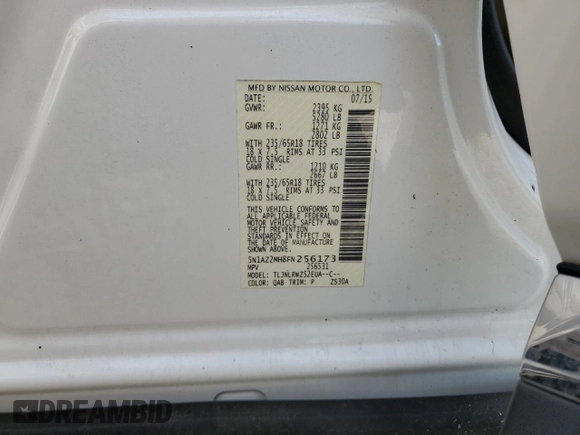 MFD BY NISSAN MOTOR CO., LTD.
DATE: 07/15
GVWR: 2395 KG
5280 LB
GAWR FR.: 1271 KG
2802 LB
WITH 235/65R18 TIRES
18 X 7.5 RIMS AT 33 PSI
COLD SINGLE
GAWR RR.: 1210 KG
2667 LB
WITH 235/65R18 TIRES
18 X 7.5 RIMS AT 33 PSI
COLD SINGLE
THIS VEHICLE CONFORMS TO
ALL APPLICABLE FEDERAL
MOTOR VEHICLE SAFETY
AND THEFT PREVENTION
STANDARDS IN EFFECT ON
THE DATE OF MANUFACTURE
SHOWN ABOVE.
5N1AZ2MH8FN256173
MPV 256531
MODEL: TLJNLRWZ52EUA--C--
COLOR: QAB TRIM: P ZS30A
DREAMBID